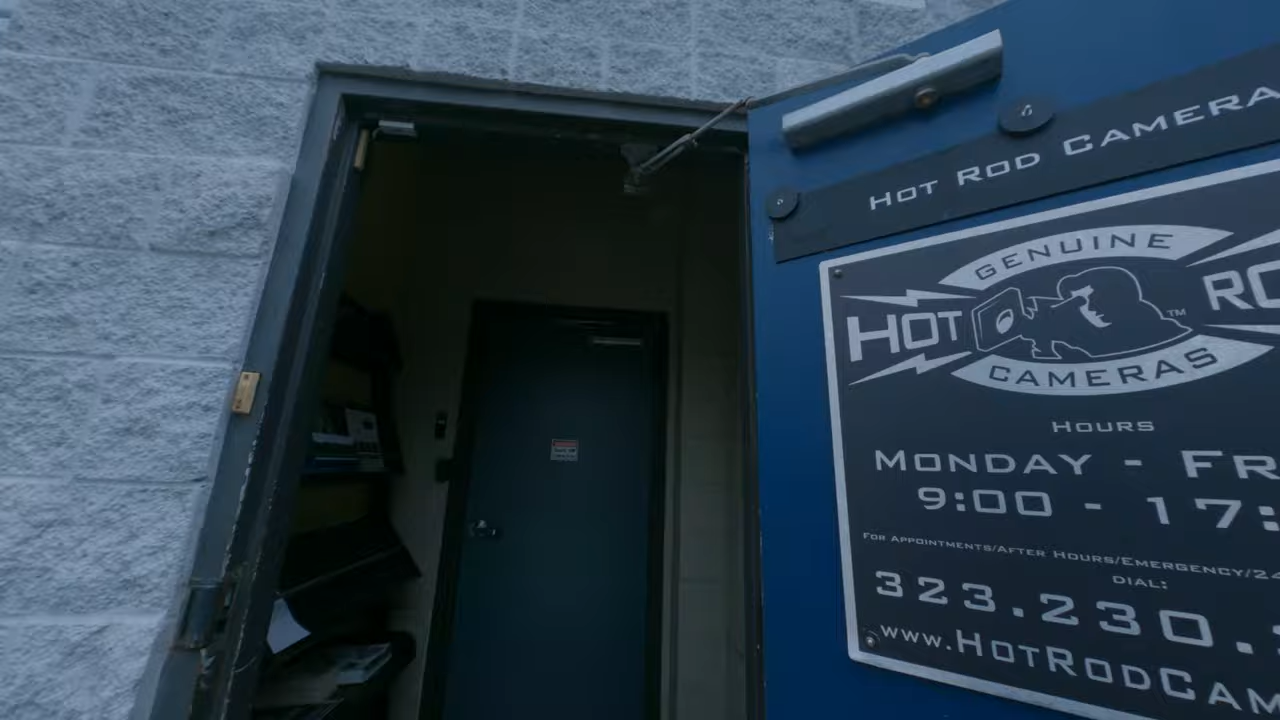 HOT ROD CAMERA
GENUINE
HOT RO
TM
CAMERAS
HOURS
MONDAY - FR
9:00 - 17:
FOR APPOINTMENTS/AFTER HOURS/EMERGENCY/24
DIAL:
323.230.
WWW.HOTRODCAM